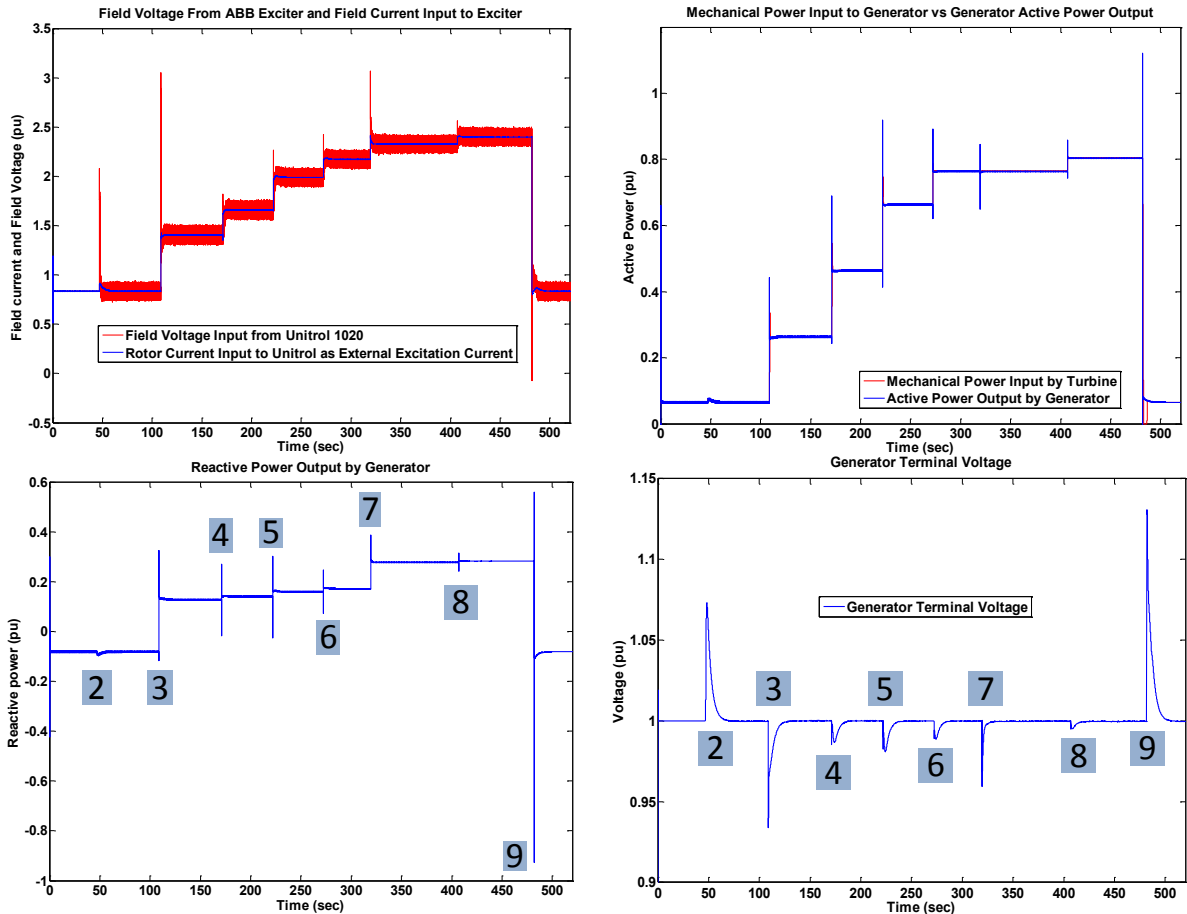 Field Voltage From ABB Exciter and Field Current Input to Exciter
Field current and Field Voltage (pu)
3.5
3
2.5
2
1.5
1
0.5
0
-0.5
Field Voltage Input from Unitrol 1020
Rotor Current Input to Unitrol as External Excitation Current
0 50 100 150 200 250 300 350 400 450 500
Time (sec)
Mechanical Power Input to Generator vs Generator Active Power Output
Active Power (pu)
1
0.8
0.6
0.4
0.2
0
Mechanical Power Input by Turbine
Active Power Output by Generator
0 50 100 150 200 250 300 350 400 450 500
Time (sec)
Reactive Power Output by Generator
Reactive power (pu)
0.6
0.4
0.2
0
-0.2
-0.4
-0.6
-0.8
-1
2
3
4
5
6
7
8
9
0 50 100 150 200 250 300 350 400 450 500
Time (sec)
Generator Terminal Voltage
Voltage (pu)
1.15
1.1
1.05
1
0.95
0.9
Generator Terminal Voltage
2
3
4
5
6
7
8
9
0 50 100 150 200 250 300 350 400 450 500
Time (sec)